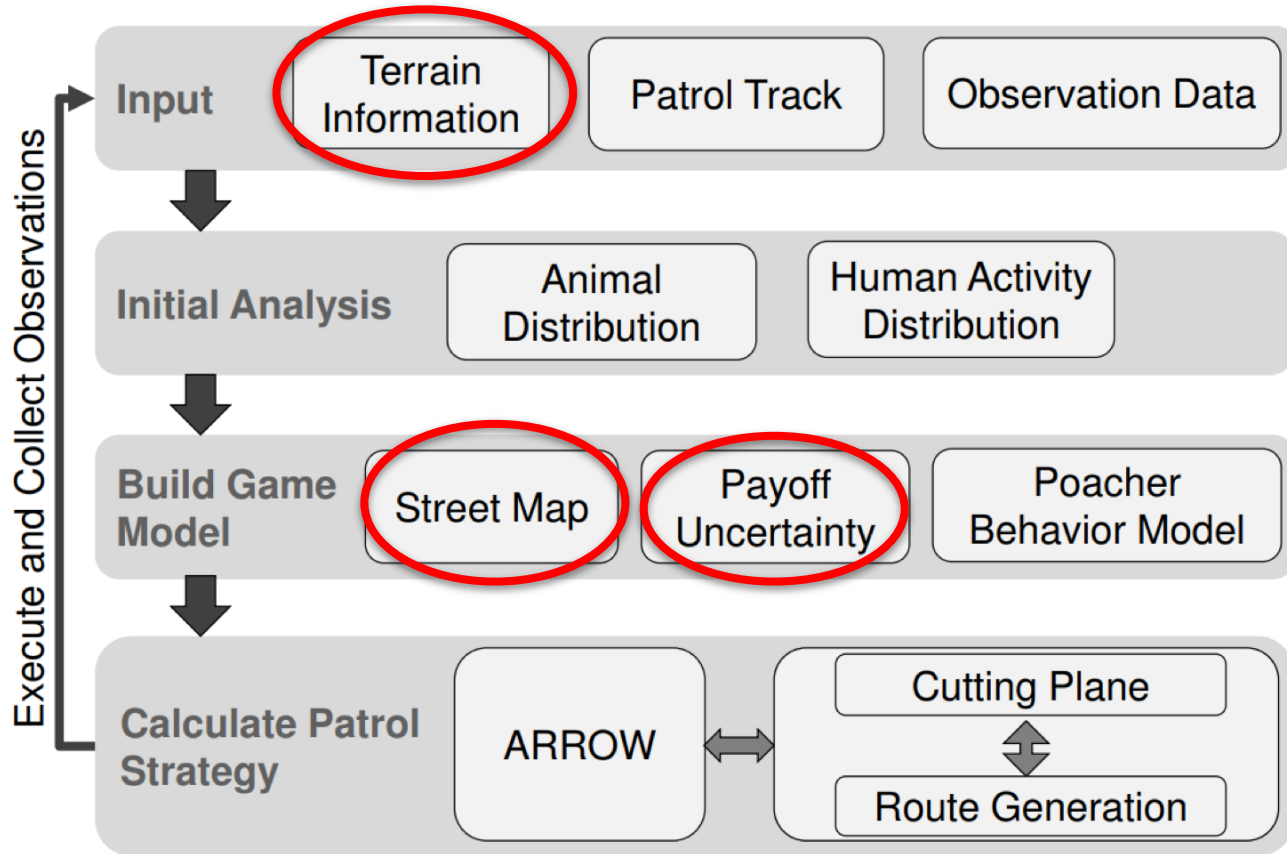 Execute and Collect Observations
Input
Terrain
Information
Patrol Track
Observation Data
Initial Analysis
Animal
Distribution
Human Activity
Distribution
Build Game
Model
Street Map
Payoff
Uncertainty
Poacher
Behavior Model
Calculate Patrol
Strategy
ARROW
Cutting Plane
Route Generation